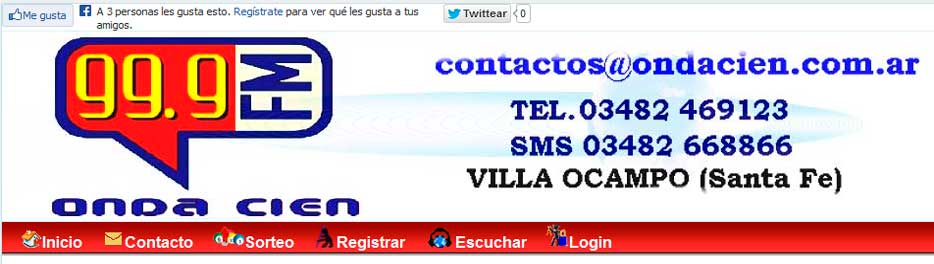 Me gusta
A 3 personas les gusta esto. Regístrate para ver qué les gusta a tus
amigos.
Twittear 0
99.9 FM
ONDA CIEN
contactos@ondacien.com.ar
TEL. 03482 469123
SMS 03482 668866
VILLA OCAMPO (Santa Fe)
Inicio Contacto Sorteo Registrar Escuchar Login